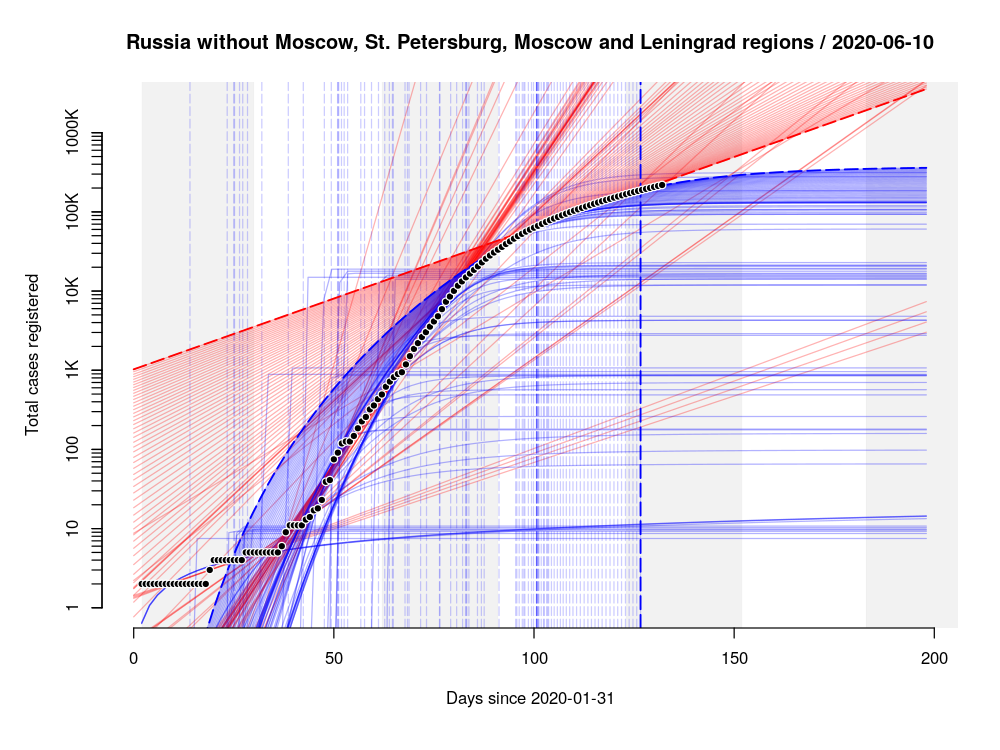 Russia without Moscow, St. Petersburg, Moscow and Leningrad regions / 2020-06-10
Total cases registered
1000K
100K
10K
1K
100
10
1
0 50 100 150 200
Days since 2020-01-31